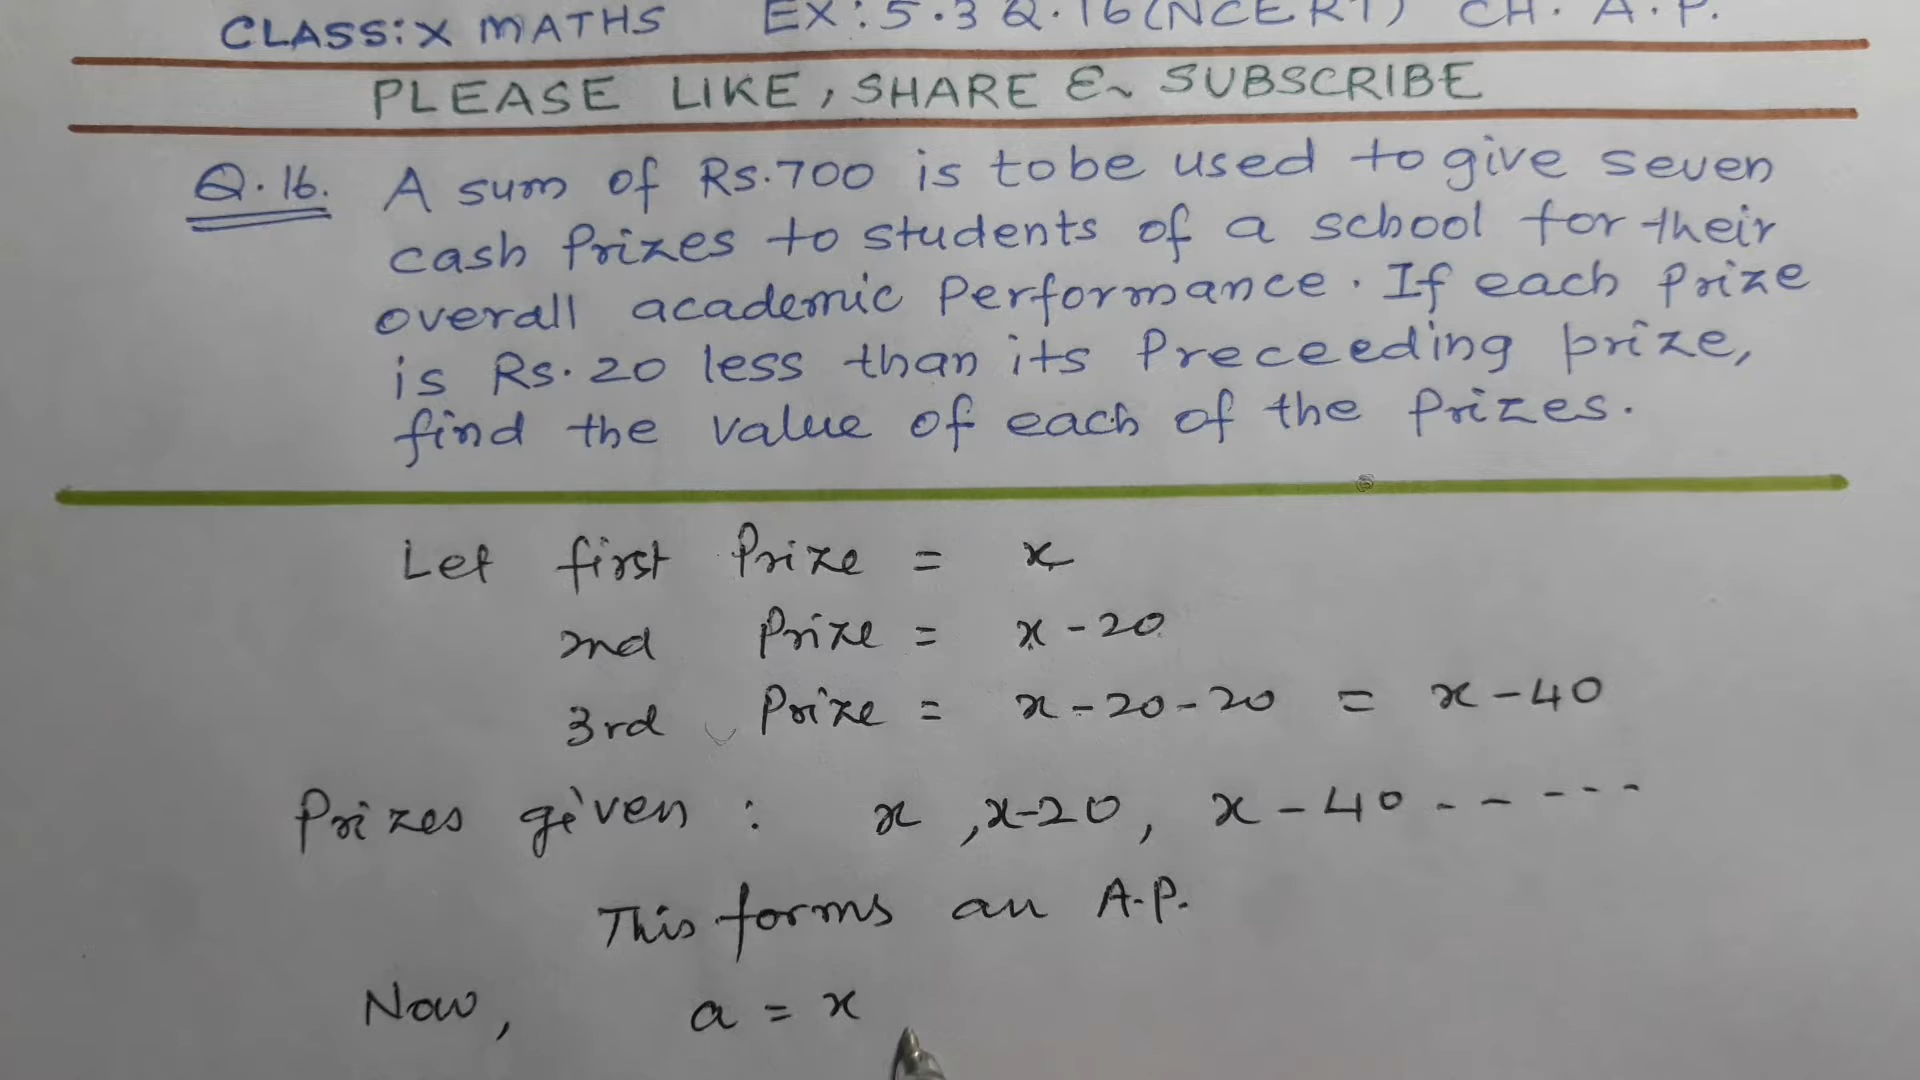 CLASS:X MATHS EX:5.3 Q.16(NCERT) CH. A.P.
PLEASE LIKE, SHARE & SUBSCRIBE
Q.16. A sum of Rs.700 is to be used to give seven
cash Prizes to students of a school for their
overall academic Performance. If each Prize
is Rs.20 less than its Preceeding prize,
find the value of each of the Prizes.
Let first Prize = x
2nd Prize = x-20
3rd Prize = x-20-20 = x-40
Prizes given : x, x-20, x-40 - - - - -
This forms an A.P.
Now, a = x